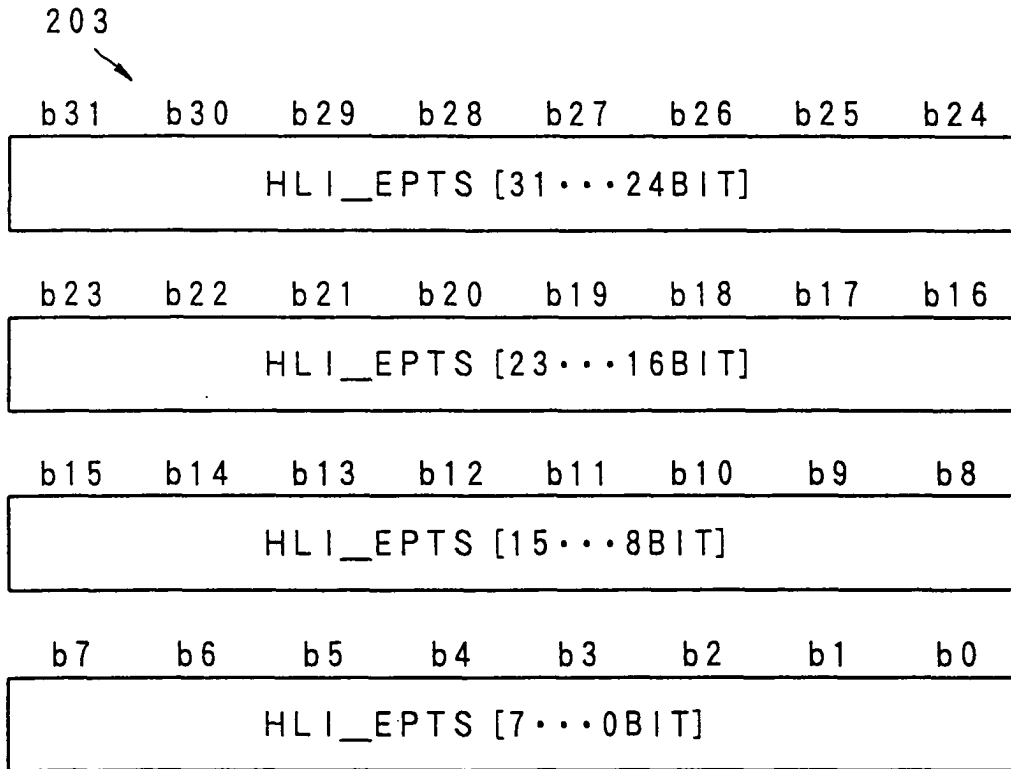 203
b31 b30 b29 b28 b27 b26 b25 b24
HLI_EPTS [31···24BIT]
b23 b22 b21 b20 b19 b18 b17 b16
HLI_EPTS [23···16BIT]
b15 b14 b13 b12 b11 b10 b9 b8
HLI_EPTS [15···8BIT]
b7 b6 b5 b4 b3 b2 b1 b0
HLI_EPTS [7···0BIT]